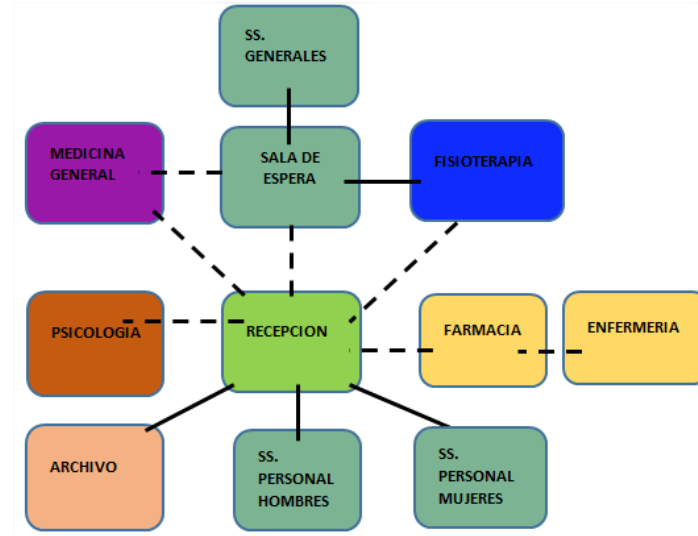 SS.
GENERALES
MEDICINA
GENERAL
SALA DE
ESPERA
FISIOTERAPIA
PSICOLOGIA
RECEPCION
FARMACIA
ENFERMERIA
ARCHIVO
SS.
PERSONAL
HOMBRES
SS.
PERSONAL
MUJERES